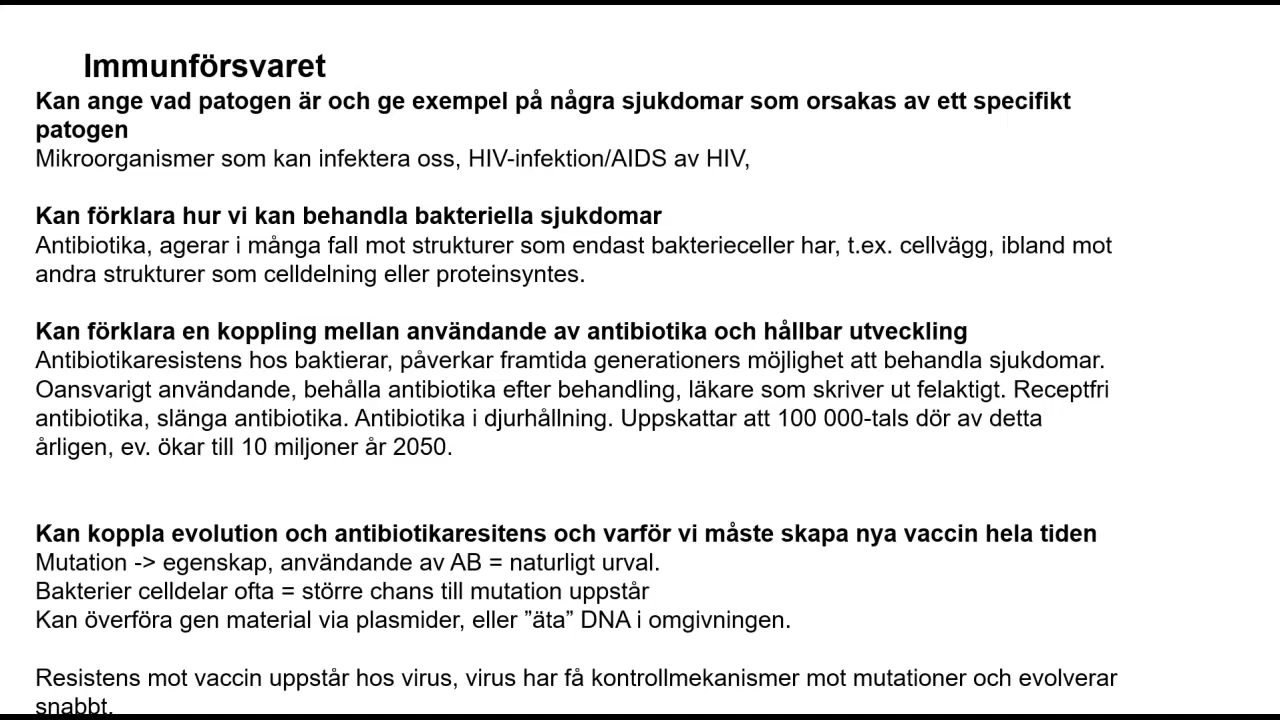 Immunförsvaret
Kan ange vad patogen är och ge exempel på några sjukdomar som orsakas av ett specifikt
patogen
Mikroorganismer som kan infektera oss, HIV-infektion/AIDS av HIV,
Kan förklara hur vi kan behandla bakteriella sjukdomar
Antibiotika, agerar i många fall mot strukturer som endast bakterieceller har, t.ex. cellvägg, ibland mot
andra strukturer som celldelning eller proteinsyntes.
Kan förklara en koppling mellan användande av antibiotika och hållbar utveckling
Antibiotikaresistens hos baktierar, påverkar framtida generationers möjlighet att behandla sjukdomar.
Oansvarigt användande, behålla antibiotika efter behandling, läkare som skriver ut felaktigt. Receptfri
antibiotika, slänga antibiotika. Antibiotika i djurhållning. Uppskattar att 100 000-tals dör av detta
årligen, ev. ökar till 10 miljoner år 2050.
Kan koppla evolution och antibiotikaresitens och varför vi måste skapa nya vaccin hela tiden
Mutation -> egenskap, användande av AB = naturligt urval.
Bakterier celldelar ofta = större chans till mutation uppstår
Kan överföra gen material via plasmider, eller ”äta” DNA i omgivningen.
Resistens mot vaccin uppstår hos virus, virus har få kontrollmekanismer mot mutationer och evolverar
snabbt.